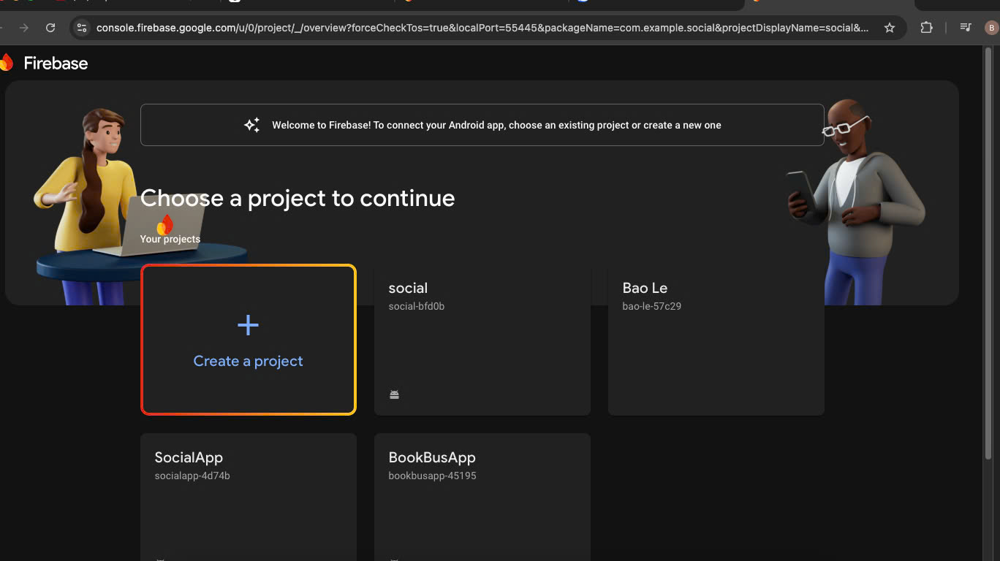 console.firebase.google.com/u/0/project/_/overview?forceCheckTos=true&localPort=55445&packageName=com.example.social&projectDisplayName=social&...
B
Firebase
Welcome to Firebase! To connect your Android app, choose an existing project or create a new one
Choose a project to continue
Your projects
Create a project
social
social-bfd0b
Bao Le
bao-le-57c29
SocialApp
socialapp-4d74b
BookBusApp
bookbusapp-45195